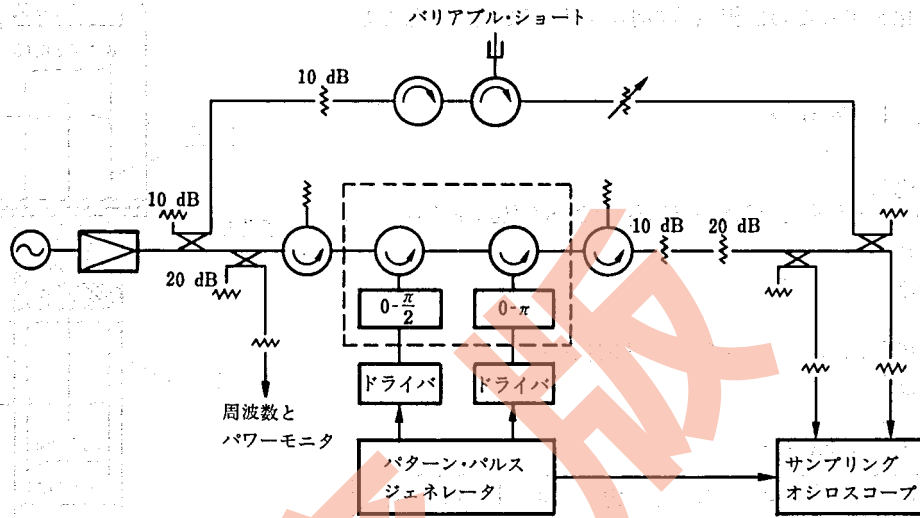 バリアブル・ショート
10 dB
10 dB
20 dB
10 dB
20 dB
0-π/2
0-π
ドライバ
ドライバ
周波数と
パワーモニタ
パターン・パルス
ジェネレータ
サンプリング
オシロスコープ
版